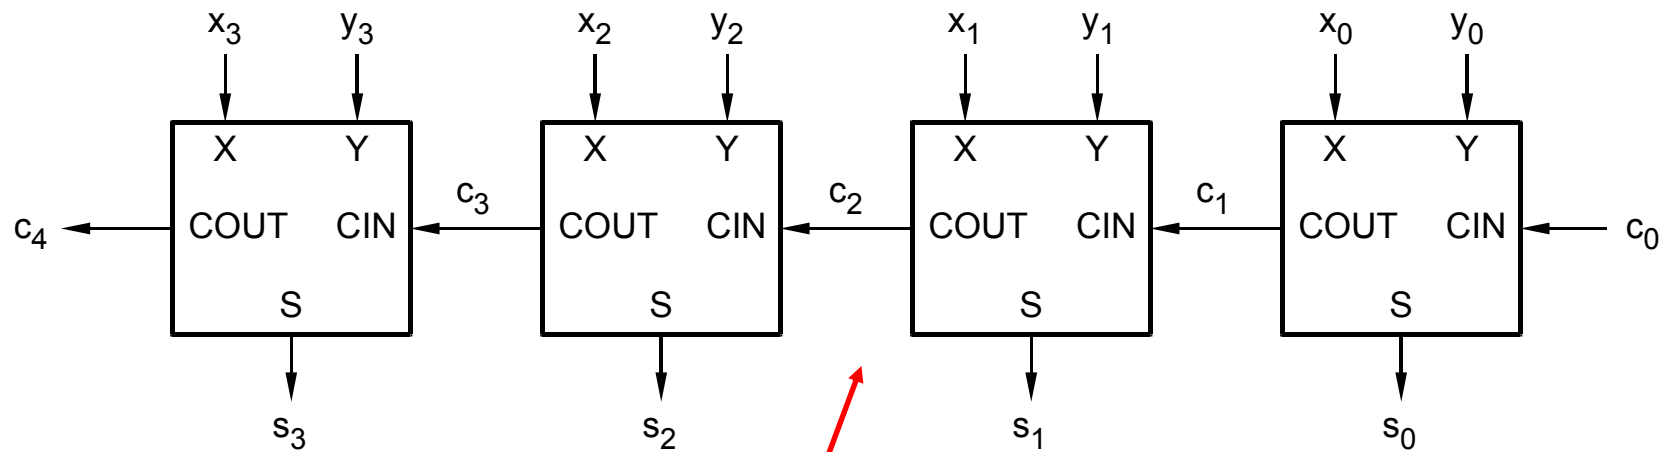 x3 y3 x2 y2 x1 y1 x0 y0
X Y X Y X Y X Y
c3 c2 c1
c4 COUT CIN COUT CIN COUT CIN COUT CIN c0
S S S S
s3 s2 s1 s0